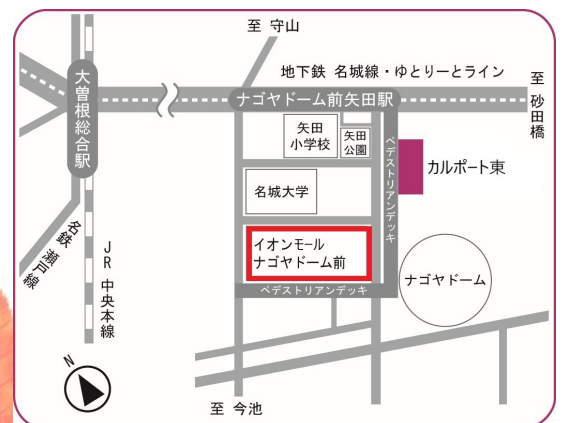 至 守山
地下鉄 名城線・ゆとりーとライン
至 砂田橋
大曽根総合駅
ナゴヤドーム前矢田駅
矢田
小学校
矢田
公園
ペデストリアンデッキ
カルポート東
名城大学
イオンモール
ナゴヤドーム前
ナゴヤドーム
ペデストリアンデッキ
名鉄 瀬戸線
JR 中央本線
N
至 今池